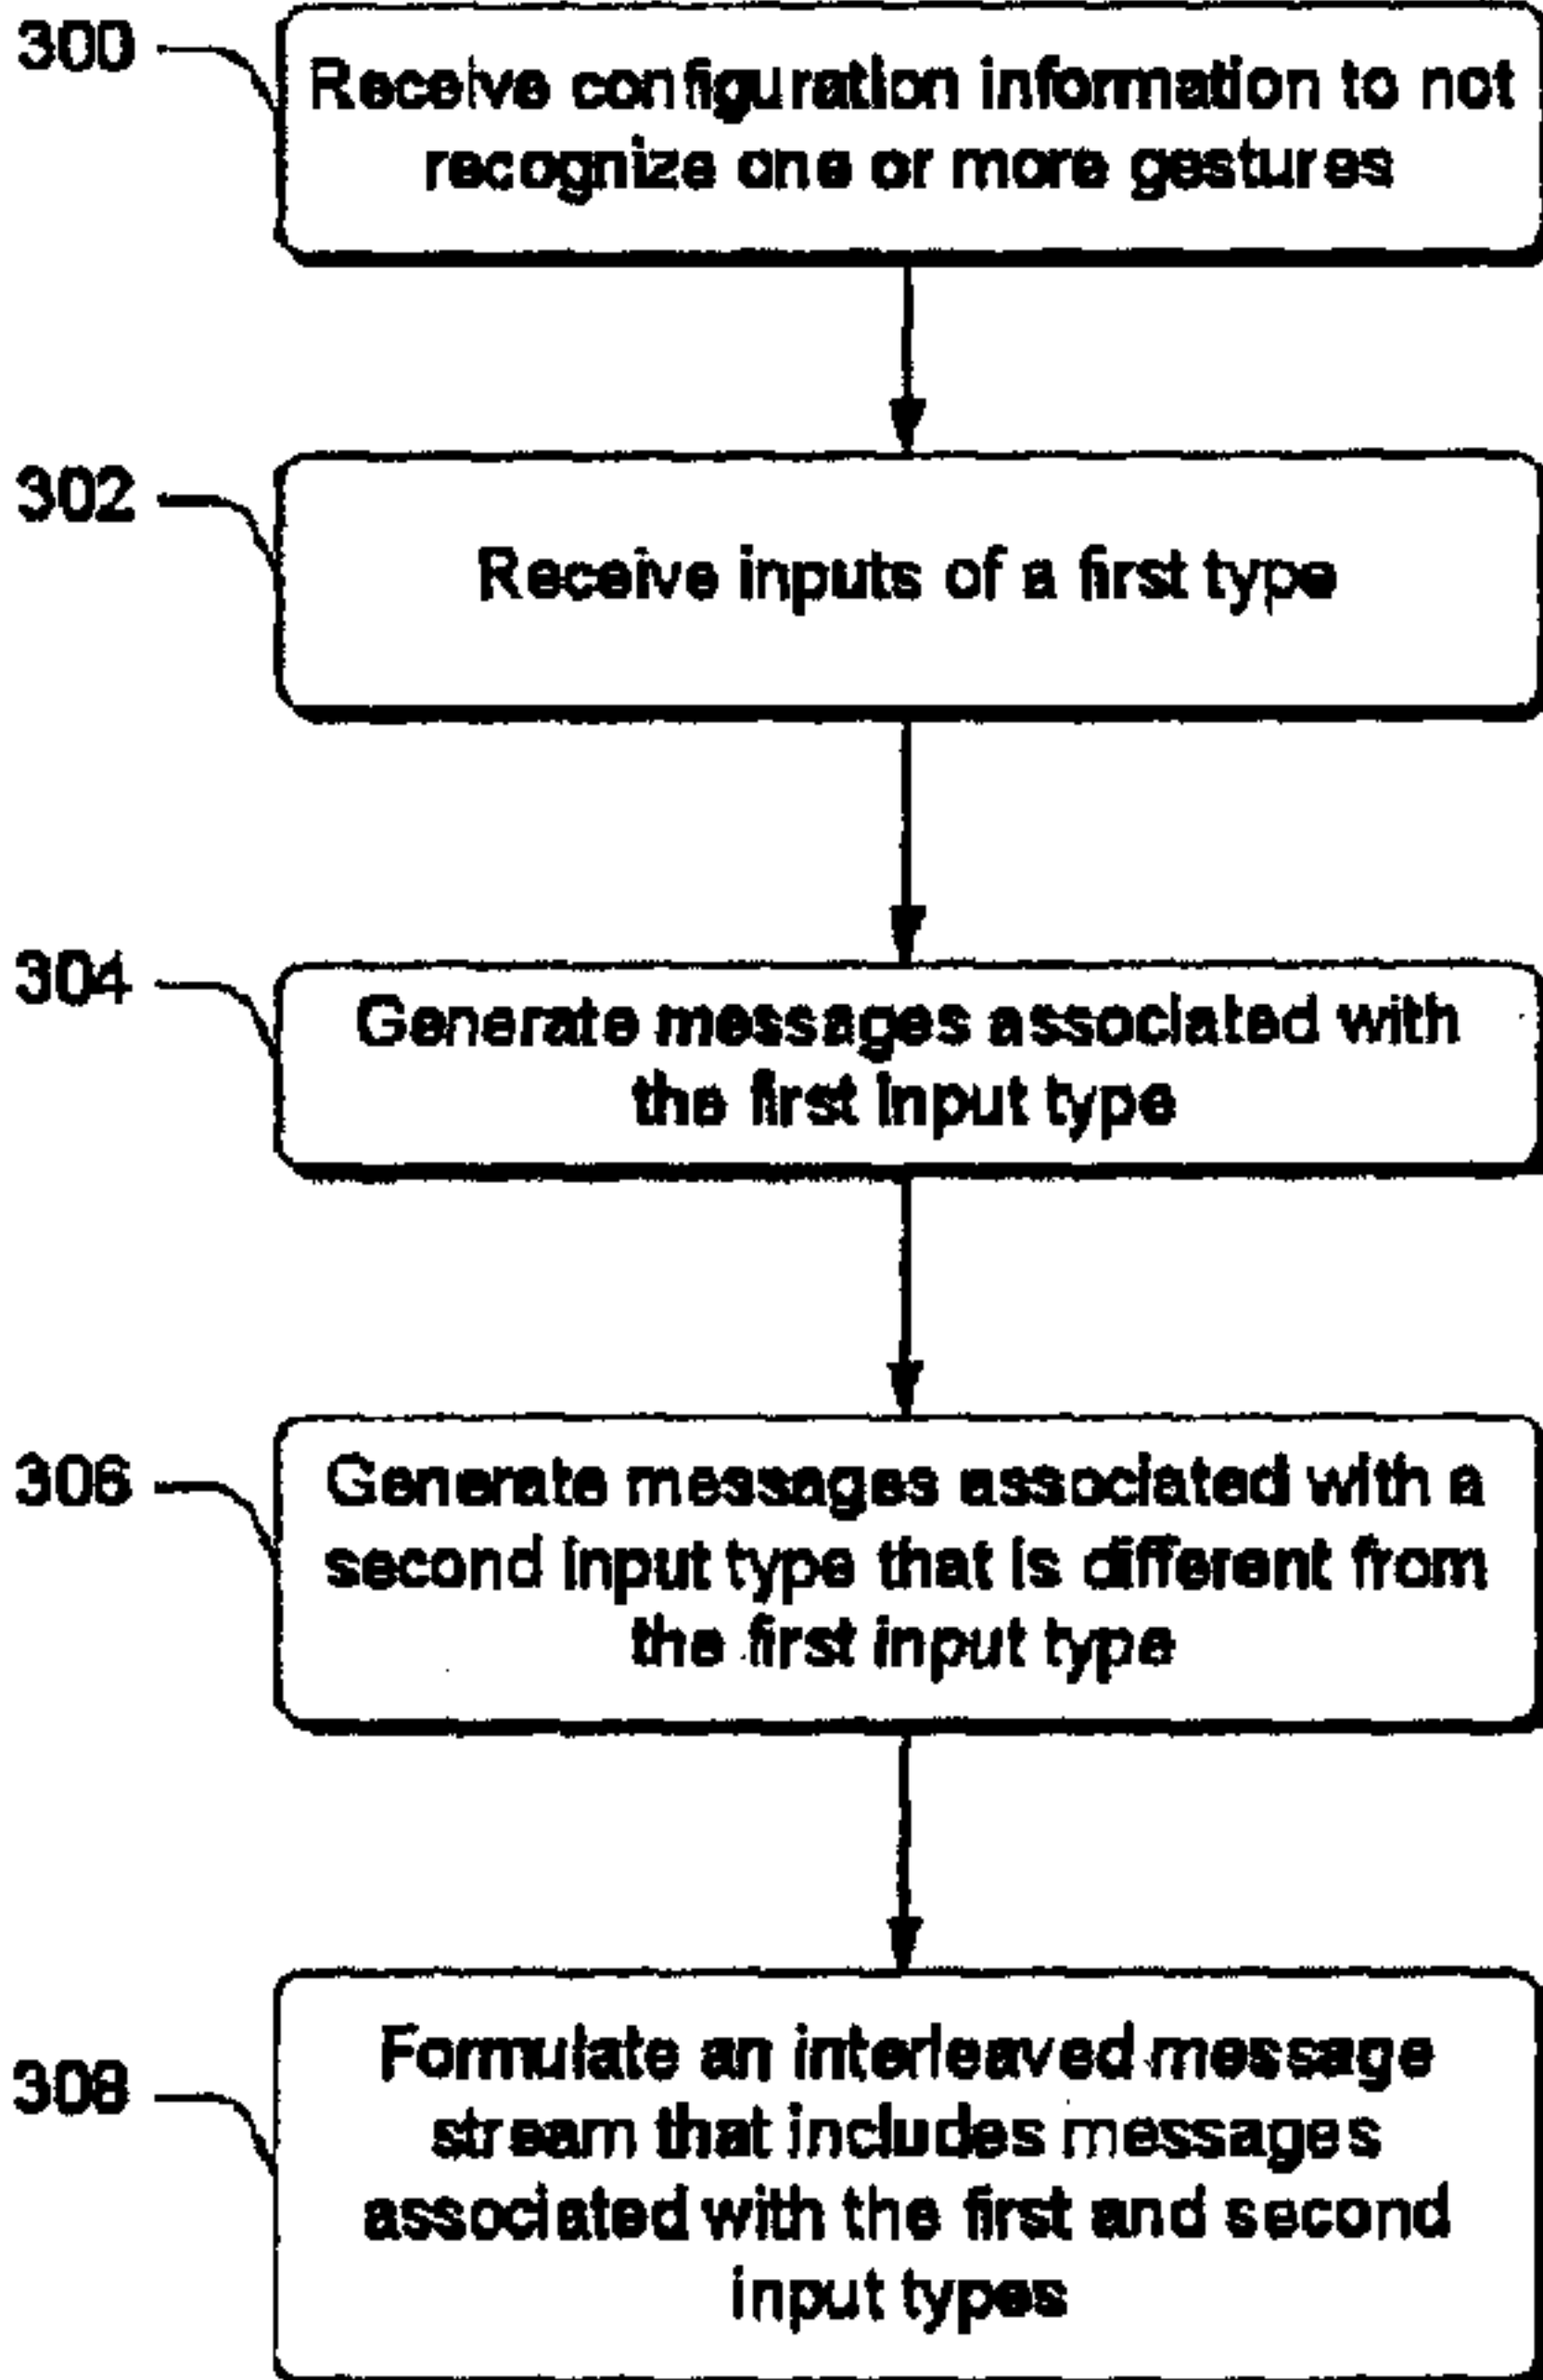 300
Receive configuration information to not
recognize one or more gestures
302
Receive inputs of a first type
304
Generate messages associated with
the first input type
306
Generate messages associated with a
second input type that is different from
the first input type
308
Formulate an interleaved message
stream that includes messages
associated with the first and second
input types